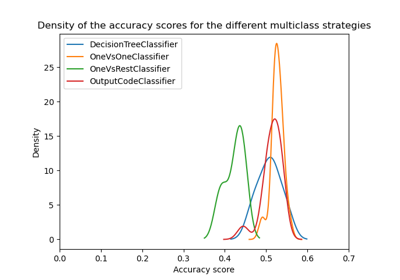 Density of the accuracy scores for the different multiclass strategies
DecisionTreeClassifier
OneVsOneClassifier
OneVsRestClassifier
OutputCodeClassifier
Density
25
20
15
10
5
0
0.0 0.1 0.2 0.3 0.4 0.5 0.6 0.7
Accuracy score